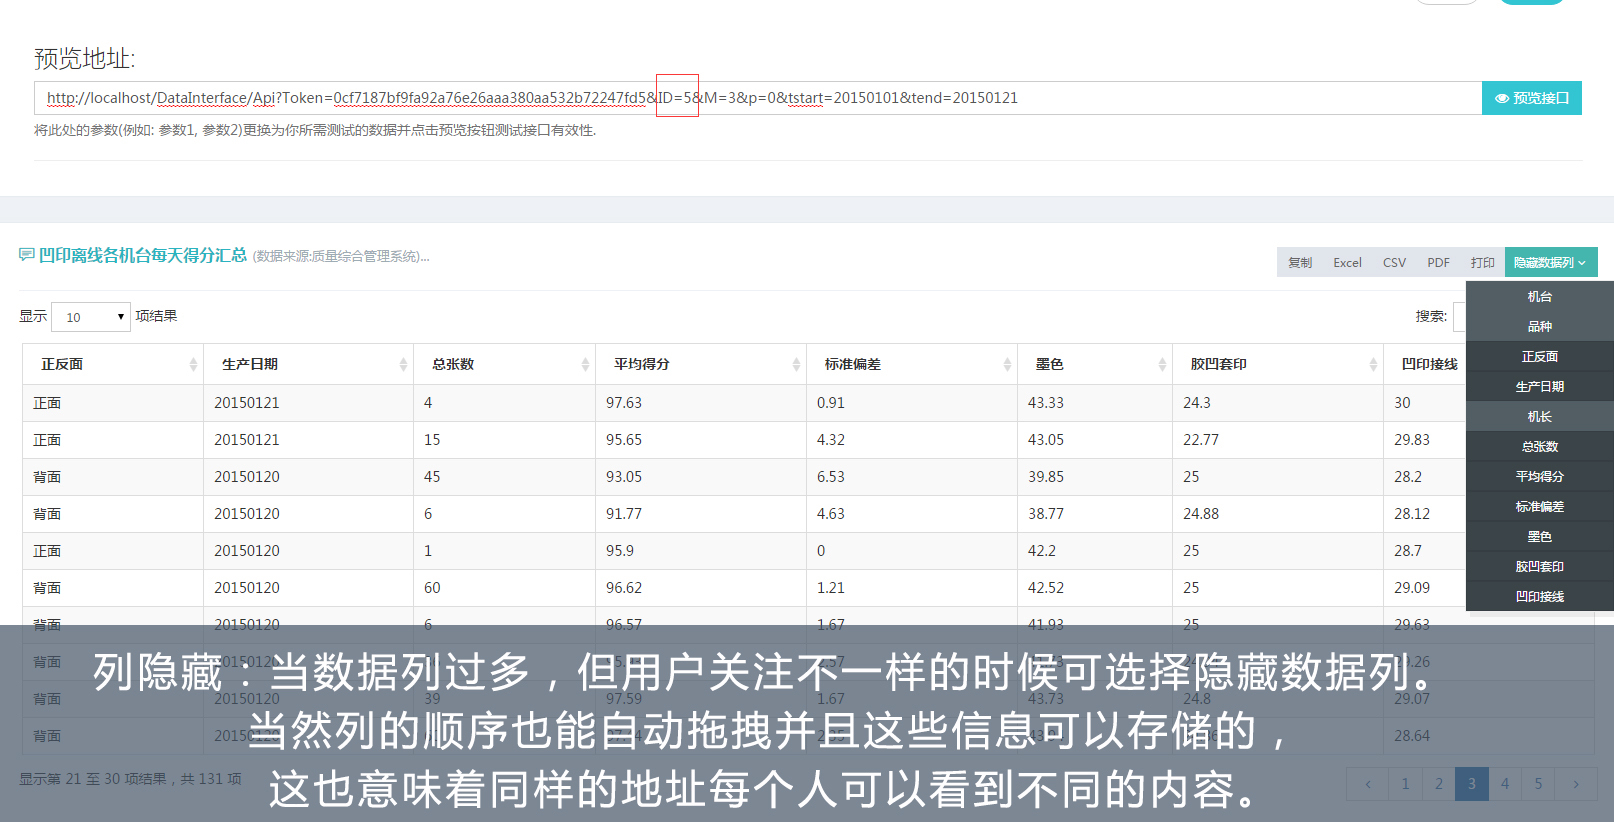 预览地址:
http://localhost/DataInterface/Api?Token=0cf7187bf9fa92a76e26aaa380aa532b72247fd5&ID=5&M=3&p=0&tstart=20150101&tend=20150121
预览接口
将此处的参数(例如: 参数1, 参数2)更换为你所需测试的数据并点击预览按钮测试接口有效性.
凹印离线各机台每天得分汇总 (数据来源:质量综合管理系统)...
复制 Excel CSV PDF 打印 隐藏数据列
机台
品种
正反面
生产日期
机长
总张数
平均得分
标准偏差
墨色
胶凹套印
凹印接线
显示 10 项结果
搜索:
正反面 生产日期 总张数 平均得分 标准偏差 墨色 胶凹套印 凹印接线
正面 20150121 4 97.63 0.91 43.33 24.3 30
正面 20150121 15 95.65 4.32 43.05 22.77 29.83
背面 20150120 45 93.05 6.53 39.85 25 28.2
背面 20150120 6 91.77 4.63 38.77 24.88 28.12
正面 20150120 1 95.9 0 42.2 25 28.7
背面 20150120 60 96.62 1.21 42.52 25 29.09
背面 20150120 6 96.57 1.67 41.93 25 29.63
背面
背面 39 97.59 1.67 43.73 24.8 29.07
背面 28.64
列隐藏：当数据列过多，但用户关注不一样的时候可选择隐藏数据列。
当然列的顺序也能自动拖拽并且这些信息可以存储的，
这也意味着同样的地址每个人可以看到不同的内容。
显示第 21 至 30 项结果，共 131 项
‹ 1 2 3 4 5 ›